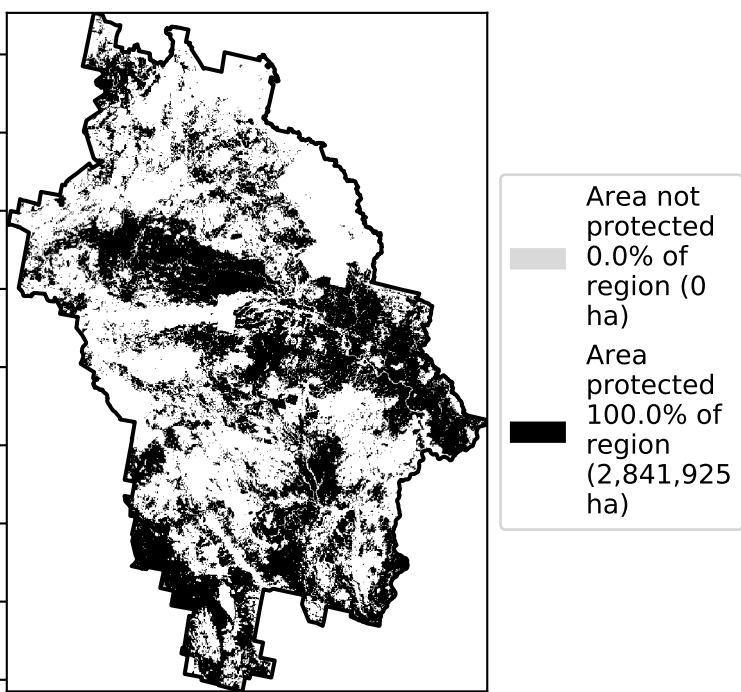 Area not
protected
0.0% of
region (0
ha)
Area
protected
100.0% of
region
(2,841,925
ha)